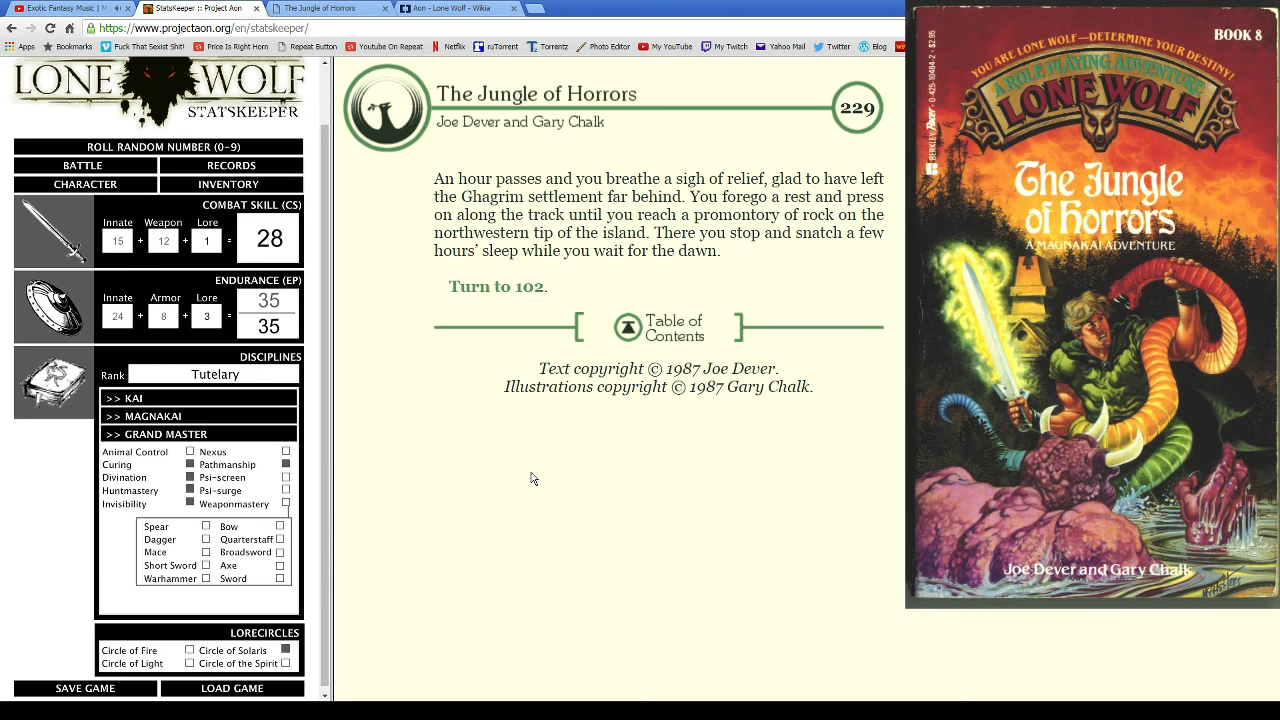 Exotic Fantasy Music | M
StatsKeeper :: Project Aon
The Jungle of Horrors
Aon - Lone Wolf - Wikia
https://www.projectaon.org/en/statskeeper/
Apps
Bookmarks
Fuck That Sexist Shit!
Price is Right Horn
Repeat Button
Youtube On Repeat
Netflix
ruTorrent
Torrentz
Photo Editor
My YouTube
My Twitch
Yahoo Mail
Twitter
Blog
LONE WOLF
STATSKEEPER
ROLL RANDOM NUMBER (0-9)
BATTLE
RECORDS
CHARACTER
INVENTORY
COMBAT SKILL (CS)
Innate Weapon Lore
15 + 12 + 1 = 28
ENDURANCE (EP)
Innate Armor Lore
35
24 + 8 + 3 =
35
DISCIPLINES
Rank Tutelary
>> KAI
>> MAGNAKAI
>> GRAND MASTER
Animal Control Nexus
Curing Pathmanship
Divination Psi-screen
Huntmastery Psi-surge
Invisibility Weaponmastery
Spear Bow
Dagger Quarterstaff
Mace Broadsword
Short Sword Axe
Warhammer Sword
LORECIRCLES
Circle of Fire Circle of Solaris
Circle of Light Circle of the Spirit
SAVE GAME
LOAD GAME
The Jungle of Horrors
Joe Dever and Gary Chalk
229
An hour passes and you breathe a sigh of relief, glad to have left
the Ghagrim settlement far behind. You forego a rest and press
on along the track until you reach a promontory of rock on the
northwestern tip of the island. There you stop and snatch a few
hours’ sleep while you wait for the dawn.
Turn to 102.
Table of
Contents
Text copyright © 1987 Joe Dever.
Illustrations copyright © 1987 Gary Chalk.
BOOK 8
YOU ARE LONE WOLF—DETERMINE YOUR DESTINY!
A ROLE PLAYING ADVENTURE
LONE WOLF
0-425-10484-2 • $2.95
BERKLEY
The Jungle
of Horrors
A MAGNAKAI ADVENTURE
Joe Dever and Gary Chalk